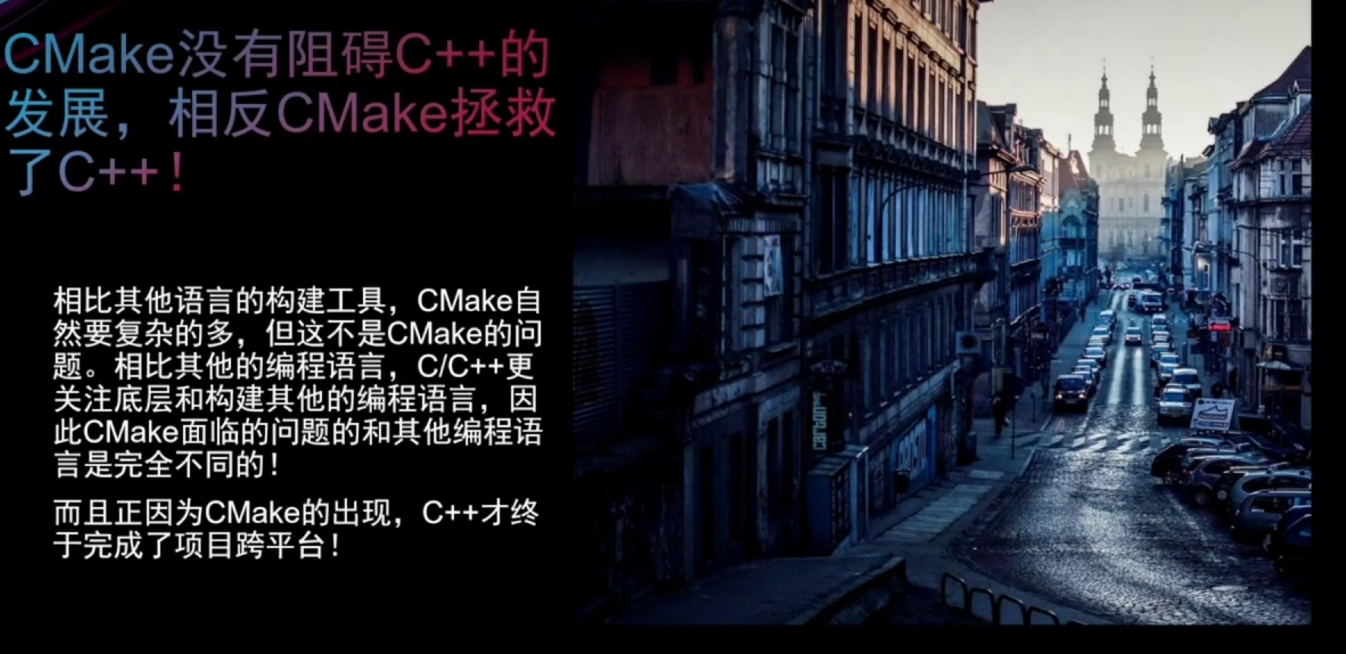 CMake没有阻碍C++的
发展，相反CMake拯救
了C++！
相比其他语言的构建工具，CMake自
然要复杂的多，但这不是CMake的问
题。相比其他的编程语言，C/C++更
关注底层和构建其他的编程语言，因
此CMake面临的问题的和其他编程语
言是完全不同的！
而且正因为CMake的出现，C++才终
于完成了项目跨平台！